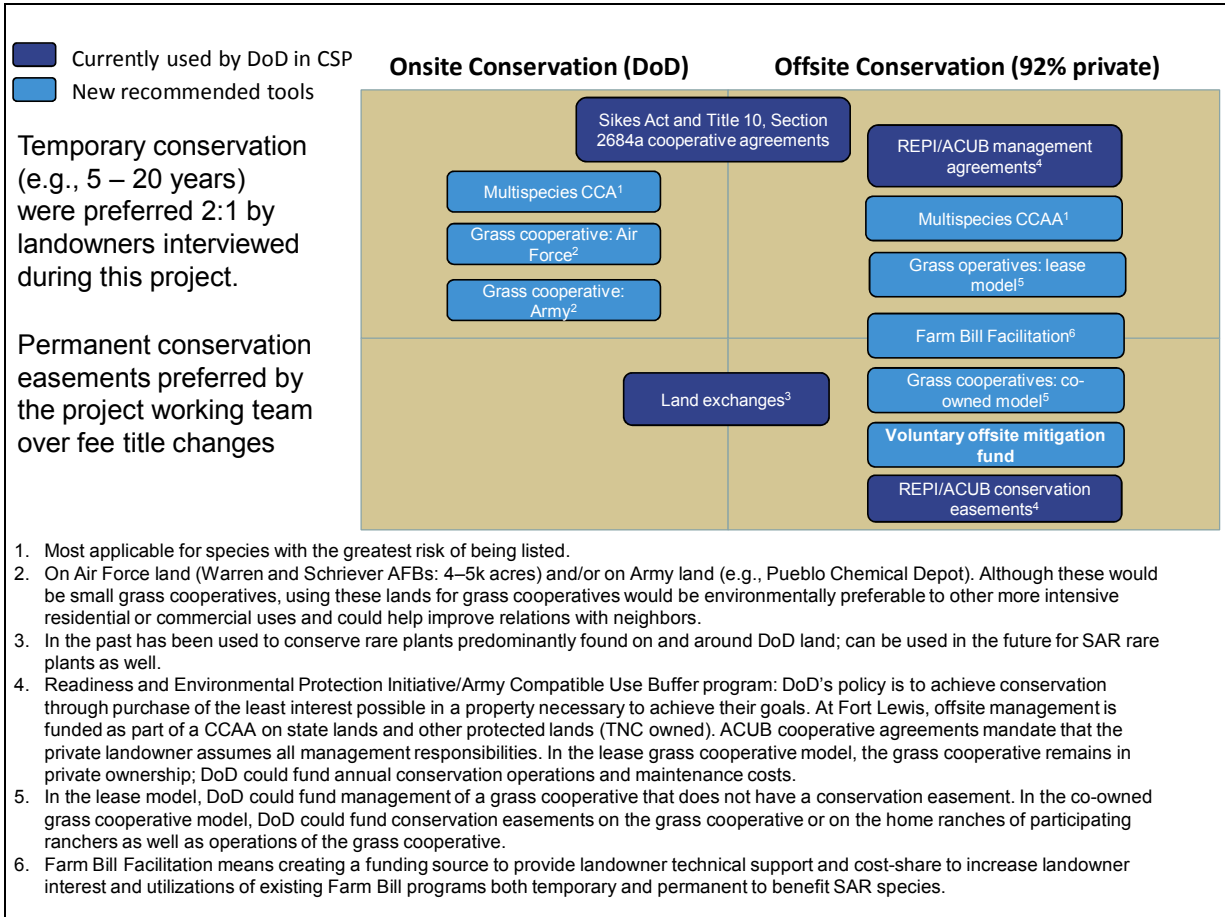 Currently used by DoD in CSP
New recommended tools
Temporary conservation
(e.g., 5 – 20 years)
were preferred 2:1 by
landowners interviewed
during this project.
Permanent conservation
easements preferred by
the project working team
over fee title changes
Onsite Conservation (DoD)
Offsite Conservation (92% private)
Sikes Act and Title 10, Section
2684a cooperative agreements
Multispecies CCA¹
Grass cooperative: Air
Force²
Grass cooperative:
Army²
Land exchanges³
REPI/ACUB management
agreements⁴
Multispecies CCAA¹
Grass operatives: lease
model⁵
Farm Bill Facilitation⁶
Grass cooperatives: co-
owned model⁵
Voluntary offsite mitigation
fund
REPI/ACUB conservation
easements⁴
1. Most applicable for species with the greatest risk of being listed.
2. On Air Force land (Warren and Schriever AFBs: 4–5k acres) and/or on Army land (e.g., Pueblo Chemical Depot). Although these would
be small grass cooperatives, using these lands for grass cooperatives would be environmentally preferable to other more intensive
residential or commercial uses and could help improve relations with neighbors.
3. In the past has been used to conserve rare plants predominantly found on and around DoD land; can be used in the future for SAR rare
plants as well.
4. Readiness and Environmental Protection Initiative/Army Compatible Use Buffer program: DoD's policy is to achieve conservation
through purchase of the least interest possible in a property necessary to achieve their goals. At Fort Lewis, offsite management is
funded as part of a CCAA on state lands and other protected lands (TNC owned). ACUB cooperative agreements mandate that the
private landowner assumes all management responsibilities. In the lease grass cooperative model, the grass cooperative remains in
private ownership; DoD could fund annual conservation operations and maintenance costs.
5. In the lease model, DoD could fund management of a grass cooperative that does not have a conservation easement. In the co-owned
grass cooperative model, DoD could fund conservation easements on the grass cooperative or on the home ranches of participating
ranchers as well as operations of the grass cooperative.
6. Farm Bill Facilitation means creating a funding source to provide landowner technical support and cost-share to increase landowner
interest and utilizations of existing Farm Bill programs both temporary and permanent to benefit SAR species.